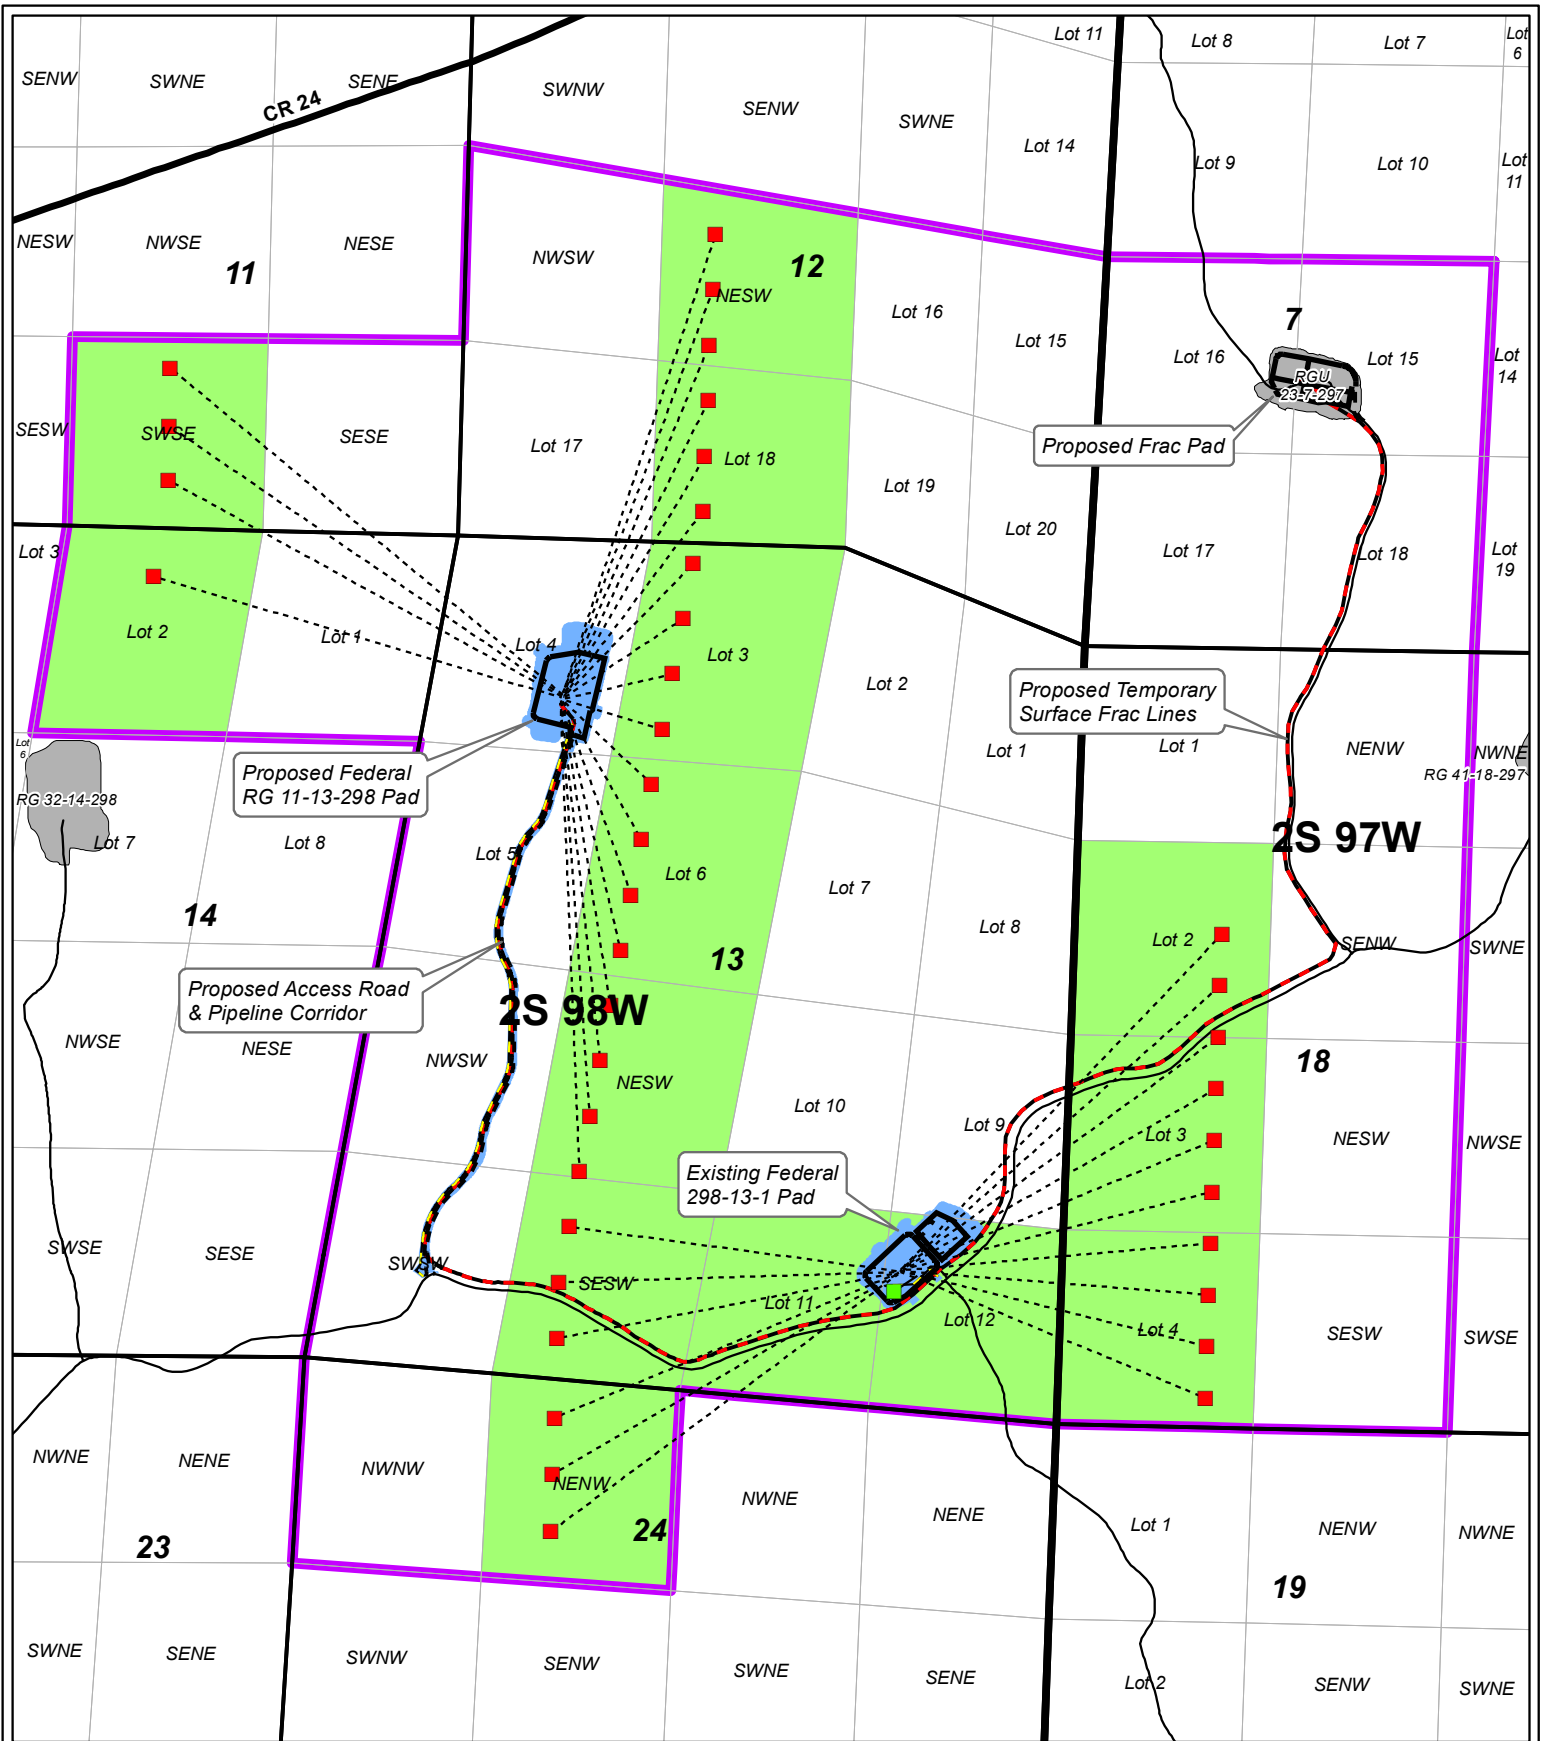 Lot 11
Lot 8
Lot 7
Lot
6
SENW
SWNE
SENE
SWNW
SENW
SWNE
CR 24
Lot 14
Lot 9
Lot 10
Lot
11
NESW
NWSE
NESE
NWSW
12
11
NESW
Lot 16
Lot 15
7
Lot 16
Lot 15
Lot
14
RGU
23-7-297
SESW
SWSE
SESE
Lot 17
Lot 18
Proposed Frac Pad
Lot 19
Lot 20
Lot 3
Lot 17
Lot 18
Lot
19
Lot 2
Lot 1
Lot 4
Lot 3
Lot 2
Proposed Temporary
Surface Frac Lines
Lot
6
Lot 1
Lot 1
NENW
NWNE
RG 41-18-297
Proposed Federal
RG 11-13-298 Pad
RG 32-14-298
Lot 7
Lot 8
Lot 5
2S 97W
Lot 6
Lot 7
14
Lot 8
Lot 2
SENW
SWNE
13
Proposed Access Road
& Pipeline Corridor
2S 98W
NWSE
NESE
NWSW
NESW
18
Lot 10
Lot 9
Lot 3
NESW
NWSE
Existing Federal
298-13-1 Pad
SWSE
SESE
SWSW
SESW
Lot 11
Lot 12
Lot 4
SESW
SWSE
NWNE
NENE
NWNW
NENW
NWNE
NENE
Lot 1
NENW
NWNE
23
24
19
SWNE
SENE
SWNW
SENW
SWNE
SENE
Lot 2
SENW
SWNE